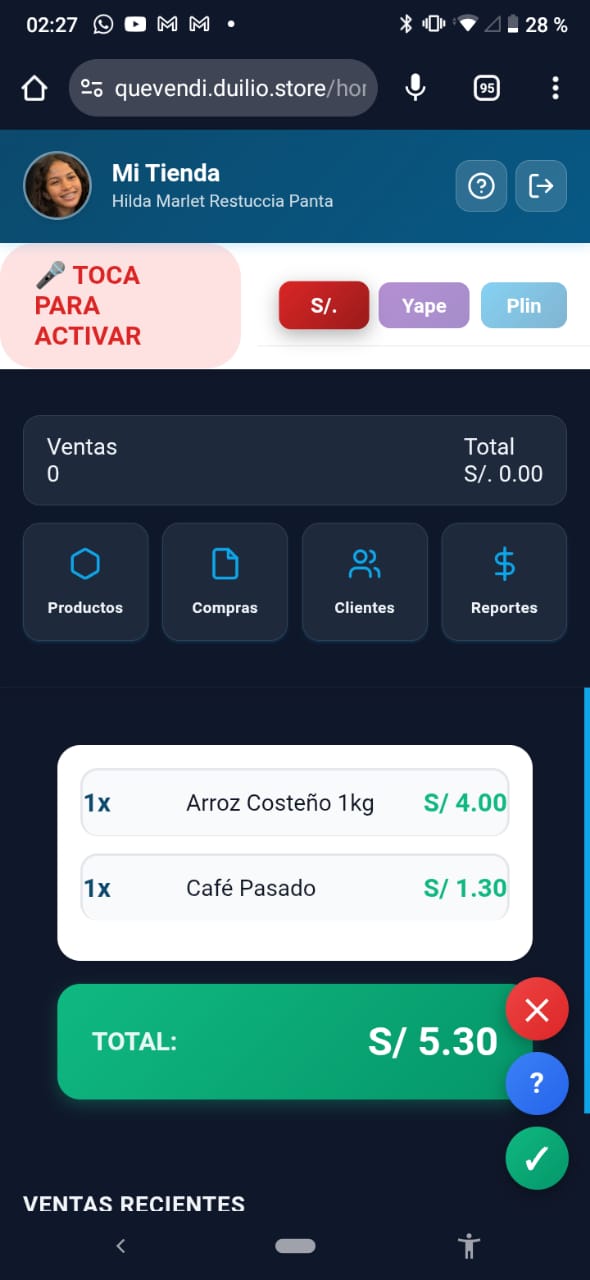 02:27
28 %
quevendi.duilio.store/hor
95
Mi Tienda
Hilda Marlet Restuccia Panta
TOCA
PARA
ACTIVAR
S/.
Yape
Plin
Ventas
0
Total
S/. 0.00
Productos
Compras
Clientes
Reportes
1x Arroz Costeño 1kg S/ 4.00
1x Café Pasado S/ 1.30
TOTAL: S/ 5.30
?
VENTAS RECIENTES